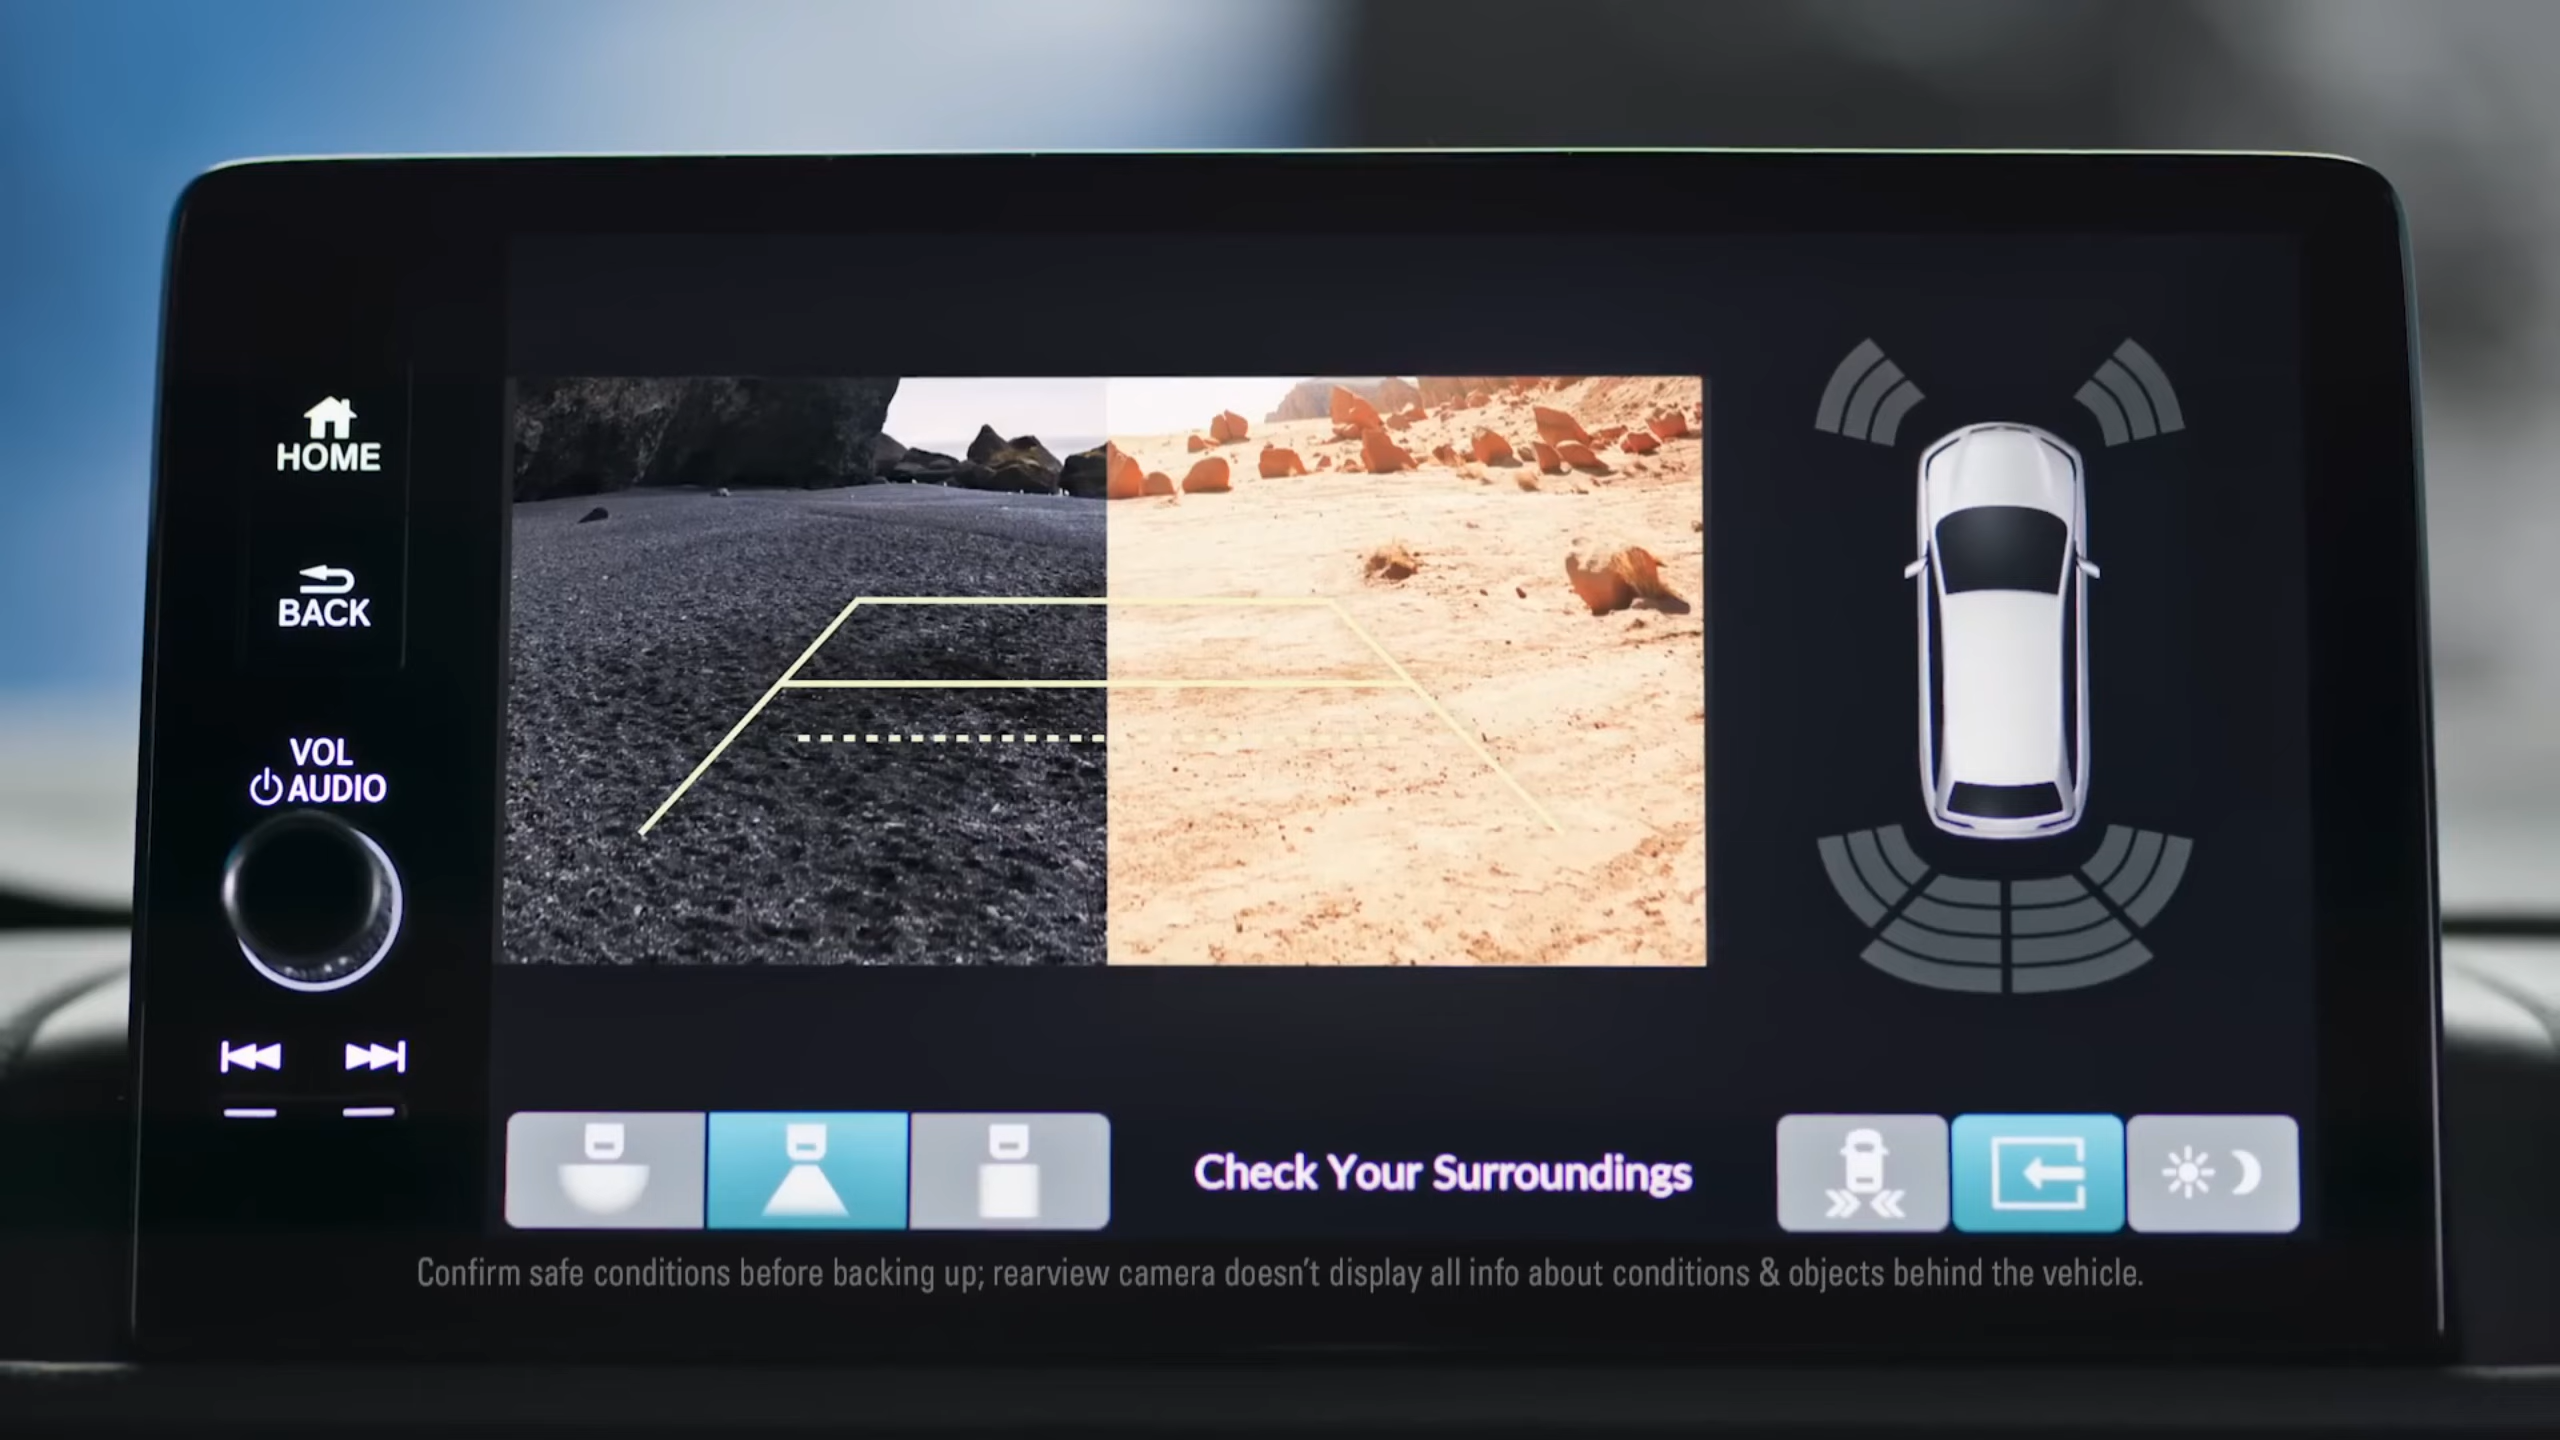 HOME
BACK
VOL
AUDIO
Check Your Surroundings
Confirm safe conditions before backing up; rearview camera doesn't display all info about conditions & objects behind the vehicle.